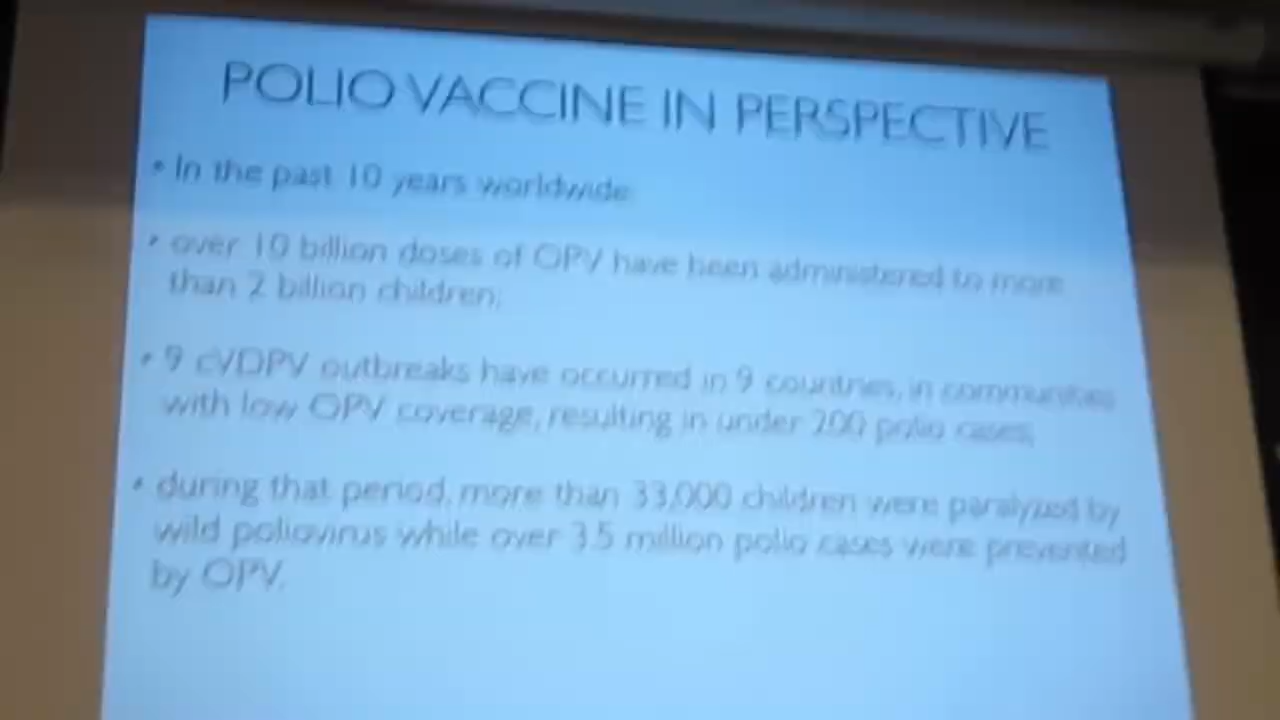 POLIO VACCINE IN PERSPECTIVE
• In the past 10 years worldwide:
• over 10 billion doses of OPV have been administered to more
than 2 billion children;
• 9 cVDPV outbreaks have occurred in 9 countries, in communities
with low OPV coverage, resulting in under 200 polio cases;
• during that period, more than 33,000 children were paralyzed by
wild poliovirus while over 3.5 million polio cases were prevented
by OPV.